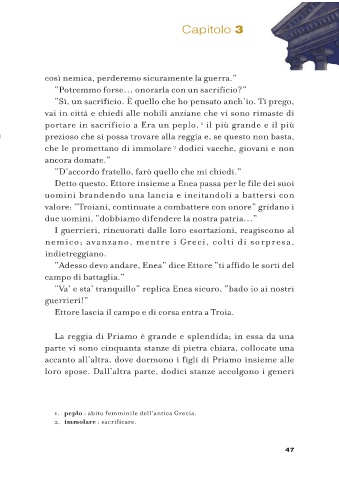 Capitolo 3
così nemica, perderemo sicuramente la guerra."
"Potremmo forse… onorarla con un sacrificio?"
"Sì, un sacrificio. È quello che ho pensato anch'io. Ti prego,
vai in città e chiedi alle nobili anziane che vi sono rimaste di
portare in sacrificio a Era un peplo, 1 il più grande e il più
prezioso che si possa trovare alla reggia e, se questo non basta,
che le promettano di immolare 2 dodici vacche, giovani e non
ancora domate."
"D'accordo fratello, farò quello che mi chiedi."
Detto questo, Ettore insieme a Enea passa per le file dei suoi
uomini brandendo una lancia e incitandoli a battersi con
valore: "Troiani, continuate a combattere con onore" gridano i
due uomini, "dobbiamo difendere la nostra patria…"
I guerrieri, rincuorati dalle loro esortazioni, reagiscono al
nemico; avanzano, mentre i Greci, colti di sorpresa,
indietreggiano.
"Adesso devo andare, Enea" dice Ettore "ti affido le sorti del
campo di battaglia."
"Va' e sta' tranquillo" replica Enea sicuro, "bado io ai nostri
guerrieri!"
Ettore lascia il campo e di corsa entra a Troia.
La reggia di Priamo è grande e splendida; in essa da una
parte vi sono cinquanta stanze di pietra chiara, collocate una
accanto all'altra, dove dormono i figli di Priamo insieme alle
loro spose. Dall'altra parte, dodici stanze accolgono i generi
1. peplo : abito femminile dell'antica Grecia.
2. immolare : sacrificare.
47